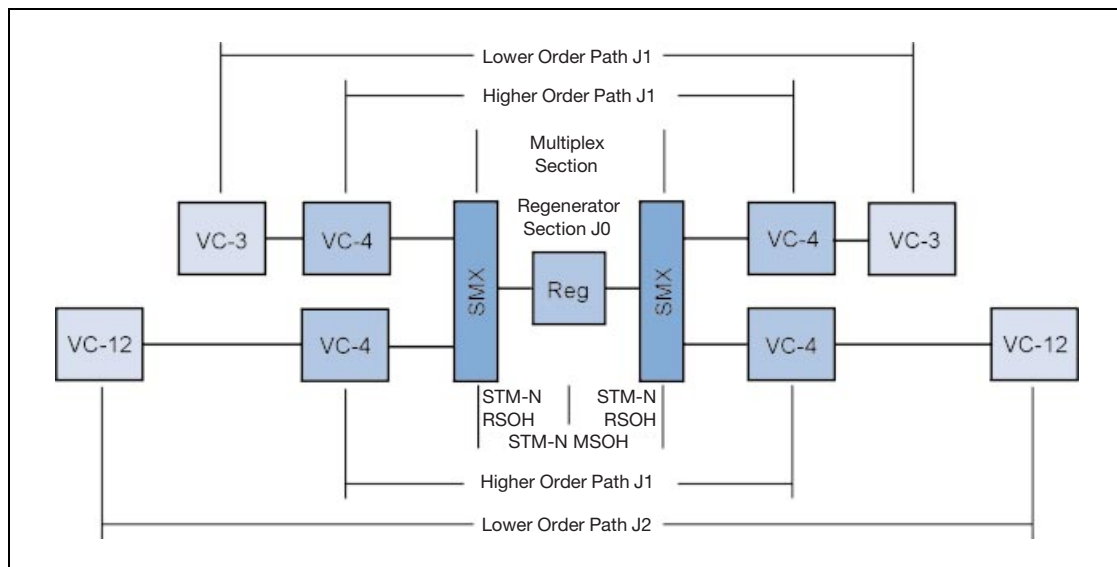 Lower Order Path J1
Higher Order Path J1
Multiplex
Section
Regenerator
Section J0
VC-3
VC-4
SMX
Reg
SMX
VC-4
VC-3
VC-12
VC-4
VC-4
VC-12
STM-N
RSOH
STM-N
RSOH
STM-N MSOH
Higher Order Path J1
Lower Order Path J2